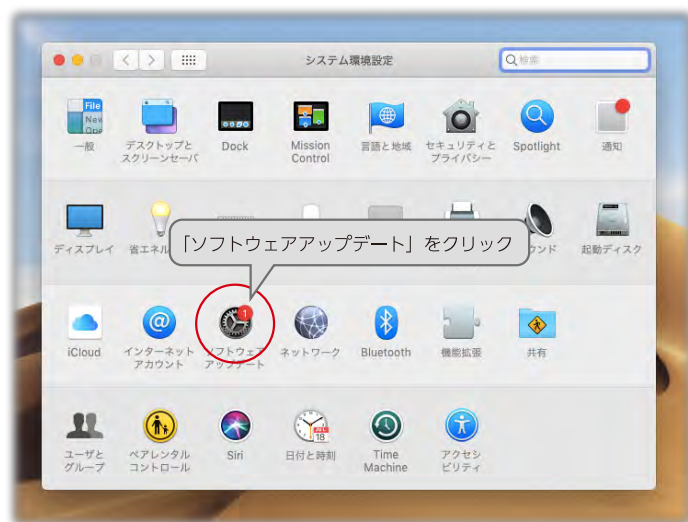 システム環境設定
検索
File
New
Ope
一般
デスクトップと
スクリーンセーバ
Dock
Mission
Control
言語と地域
セキュリティと
プライバシー
Spotlight
通知
「ソフトウェアアップデート」をクリック
ディスプレイ
省エネル
ウンド
起動ディスク
1
iCloud
インターネット
アカウント
ソフトウェア
アップデート
ネットワーク
Bluetooth
機能拡張
共有
ユーザと
グループ
ペアレンタル
コントロール
Siri
JUL
18
日付と時刻
Time
Machine
アクセシ
ビリティ